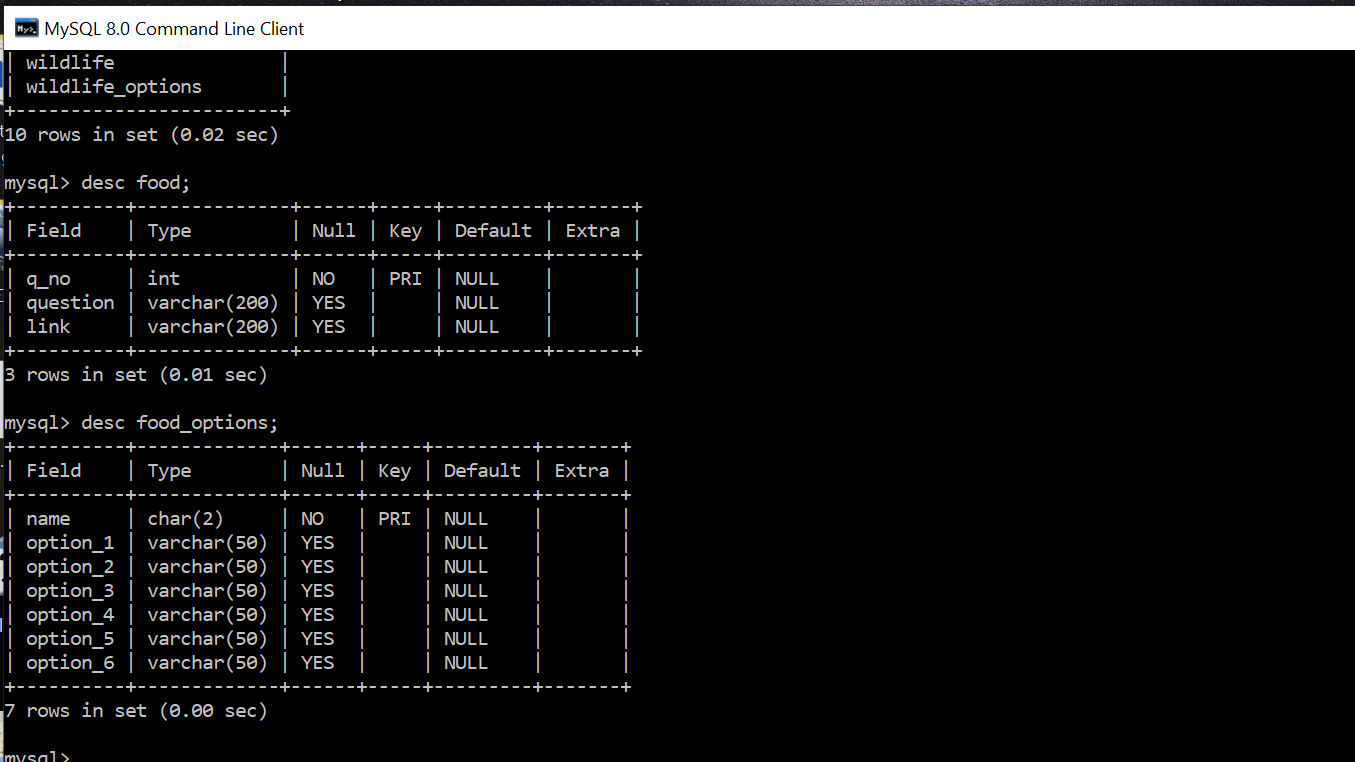 MySQL 8.0 Command Line Client
| wildlife               |
| wildlife_options       |
+------------------------+
10 rows in set (0.02 sec)
mysql> desc food;
+----------+--------------+------+-----+---------+-------+
| Field    | Type         | Null | Key | Default | Extra |
+----------+--------------+------+-----+---------+-------+
| q_no     | int          | NO   | PRI | NULL    |       |
| question | varchar(200) | YES  |     | NULL    |       |
| link     | varchar(200) | YES  |     | NULL    |       |
+----------+--------------+------+-----+---------+-------+
3 rows in set (0.01 sec)
mysql> desc food_options;
+----------+-------------+------+-----+---------+-------+
| Field    | Type        | Null | Key | Default | Extra |
+----------+-------------+------+-----+---------+-------+
| name     | char(2)     | NO   | PRI | NULL    |       |
| option_1 | varchar(50) | YES  |     | NULL    |       |
| option_2 | varchar(50) | YES  |     | NULL    |       |
| option_3 | varchar(50) | YES  |     | NULL    |       |
| option_4 | varchar(50) | YES  |     | NULL    |       |
| option_5 | varchar(50) | YES  |     | NULL    |       |
| option_6 | varchar(50) | YES  |     | NULL    |       |
+----------+-------------+------+-----+---------+-------+
7 rows in set (0.00 sec)
mysql>